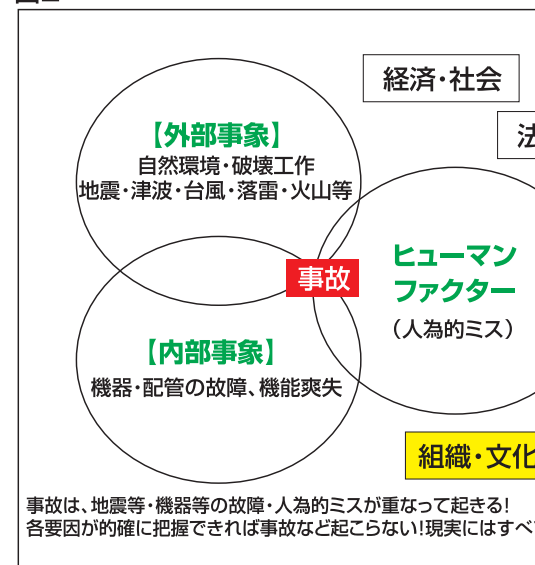 経済・社会
法
【外部事象】
自然環境・破壊工作
地震・津波・台風・落雷・火山等
ヒューマン
ファクター
（人為的ミス）
事故
【内部事象】
機器・配管の故障、機能爽失
組織・文化
事故は、地震等・機器等の故障・人為的ミスが重なって起きる！
各要因が的確に把握できれば事故など起こらない！現実にはすべ